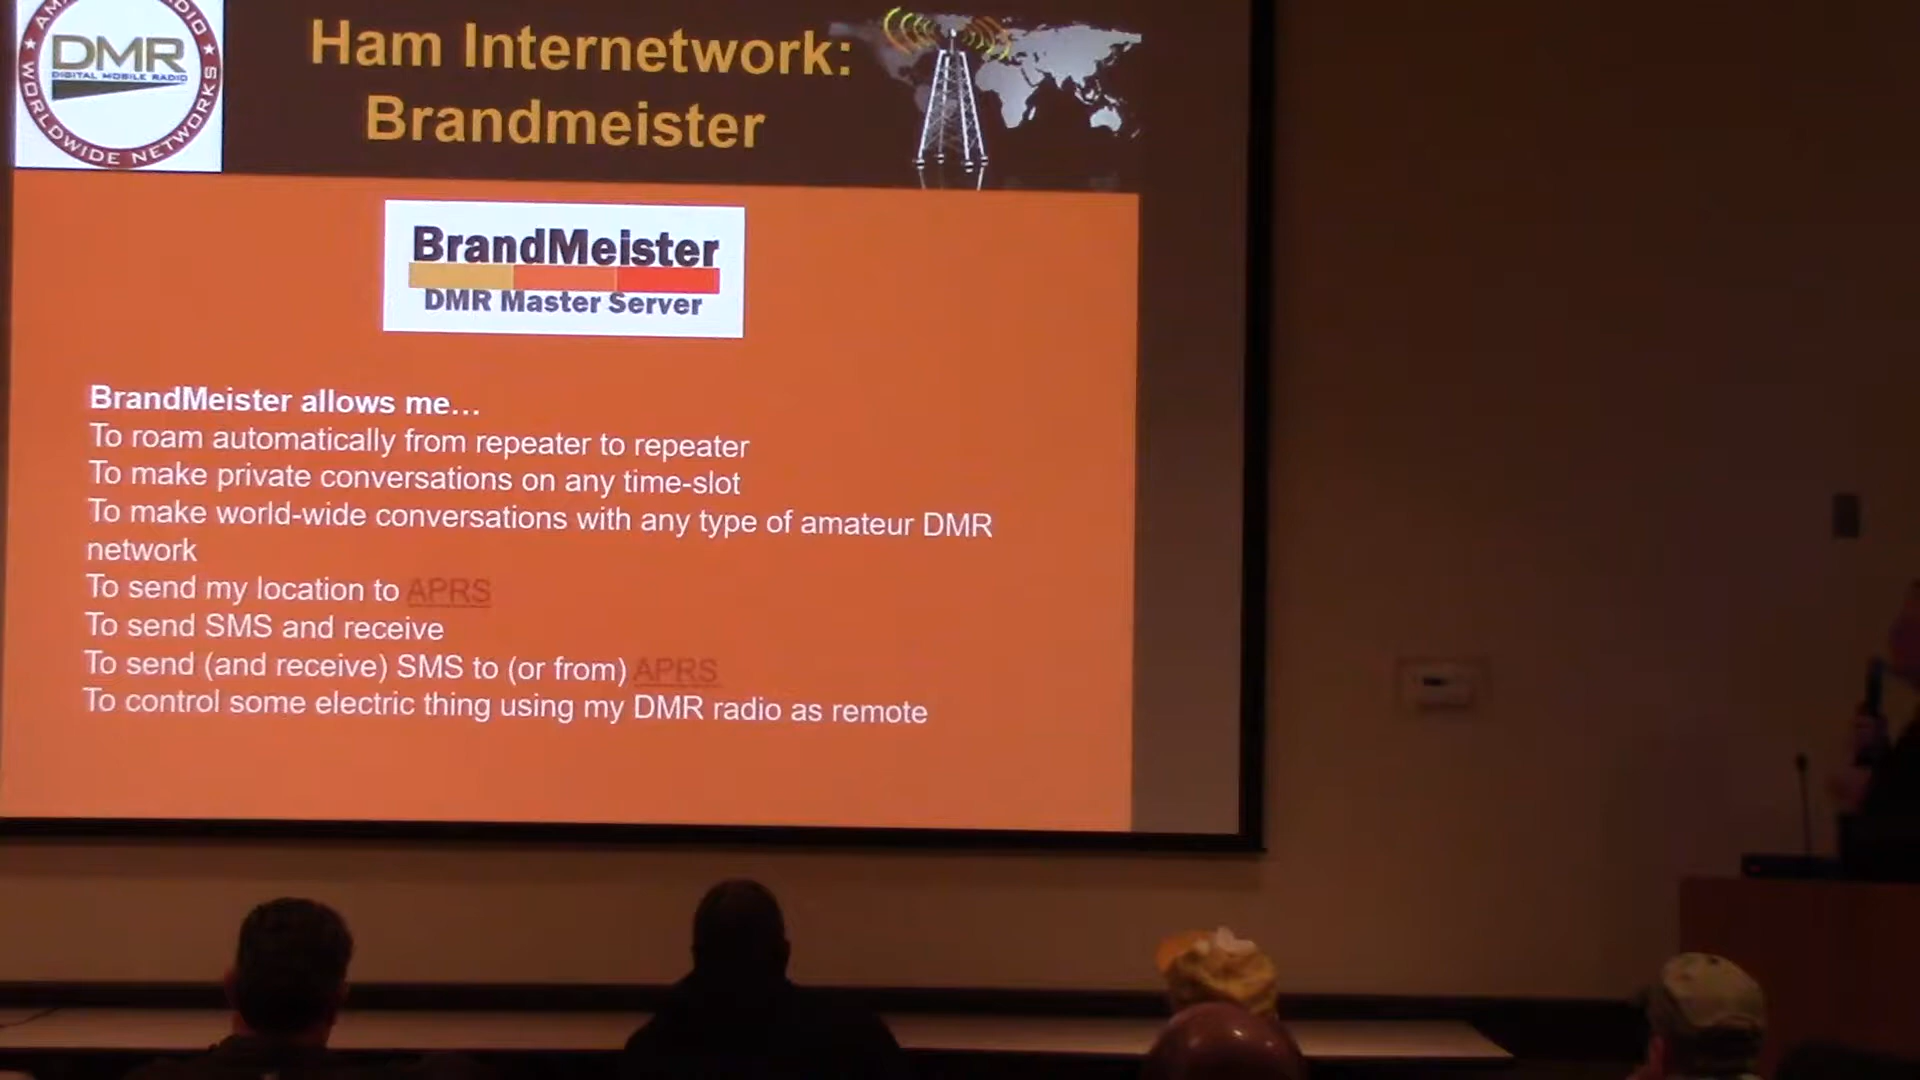 Ham Internetwork:
Brandmeister
DMR
DIGITAL MOBILE RADIO
WORLDWIDE NETWORKS
BrandMeister
DMR Master Server
BrandMeister allows me...
To roam automatically from repeater to repeater
To make private conversations on any time-slot
To make world-wide conversations with any type of amateur DMR
network
To send my location to APRS
To send SMS and receive
To send (and receive) SMS to (or from) APRS
To control some electric thing using my DMR radio as remote